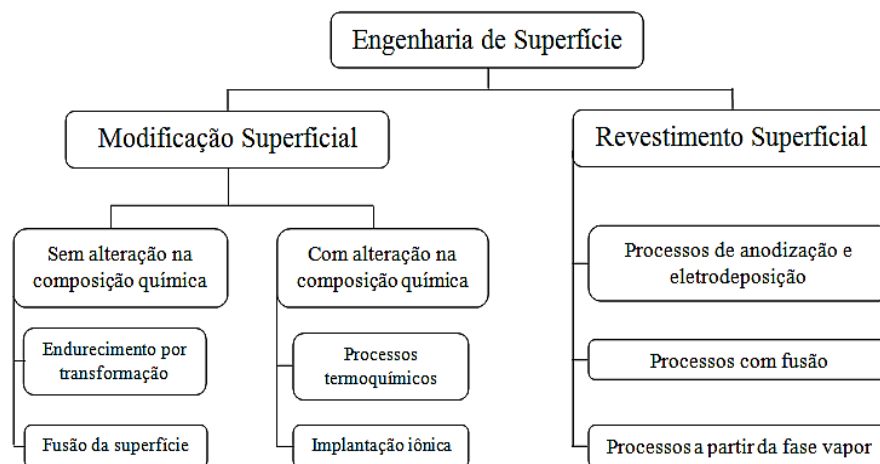 Engenharia de Superfície
Modificação Superficial
Revestimento Superficial
Sem alteração na
composição química
Com alteração na
composição química
Processos de anodização e
eletrodeposição
Endurecimento por
transformação
Processos
termoquímicos
Processos com fusão
Fusão da superfície
Implantação iônica
Processos a partir da fase vapor